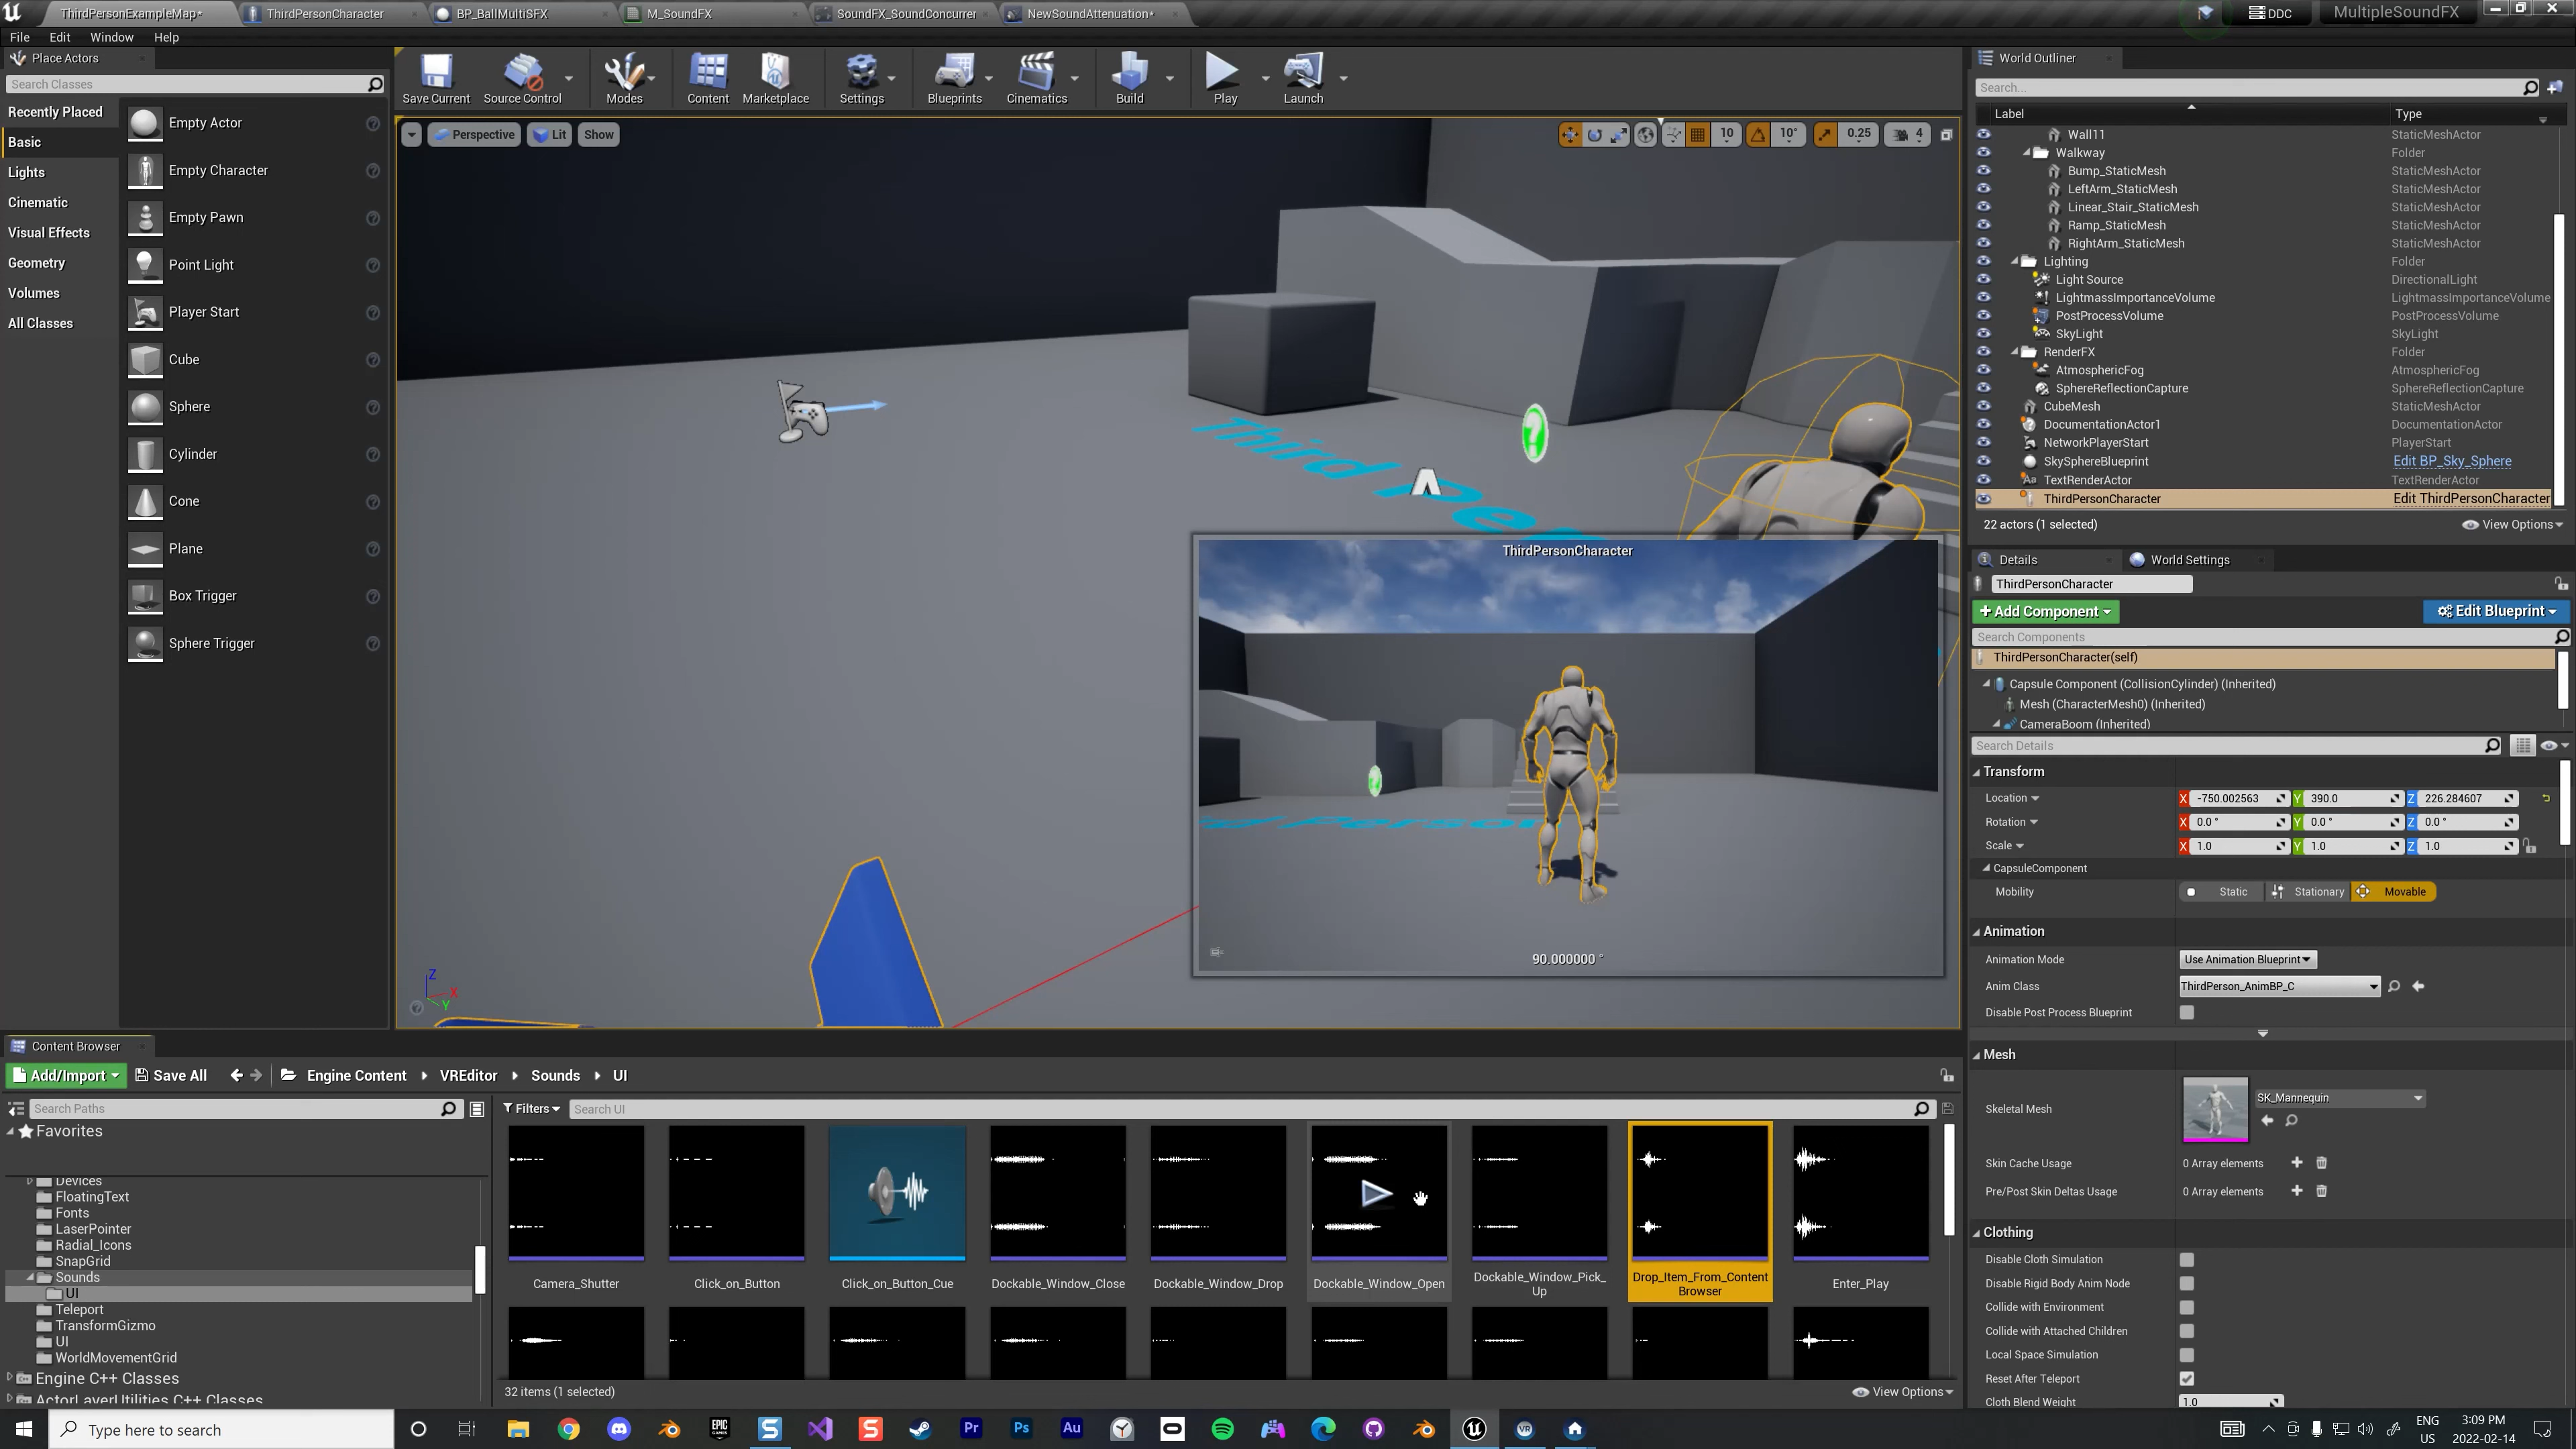 ThirdPersonExampleMap*
ThirdPersonCharacter
BP_BallMultiSFX
M_SoundFX
SoundFX_SoundConcurrer
NewSoundAttenuation*
DDC
MultipleSoundFX
File Edit Window Help
Place Actors
Search Classes
Recently Placed
Basic
Lights
Cinematic
Visual Effects
Geometry
Volumes
All Classes
Empty Actor
Empty Character
Empty Pawn
Point Light
Player Start
Cube
Sphere
Cylinder
Cone
Plane
Box Trigger
Sphere Trigger
Save Current
Source Control
Modes
Content
Marketplace
Settings
Blueprints
Cinematics
Build
Play
Launch
Perspective Lit Show
10 10° 0.25 4
Third Pe
ThirdPersonCharacter
90.000000 °
Z X Y
World Outliner
Search...
Label Type
Wall11 StaticMeshActor
Walkway Folder
Bump_StaticMesh StaticMeshActor
LeftArm_StaticMesh StaticMeshActor
Linear_Stair_StaticMesh StaticMeshActor
Ramp_StaticMesh StaticMeshActor
RightArm_StaticMesh StaticMeshActor
Lighting Folder
Light Source DirectionalLight
LightmassImportanceVolume LightmassImportanceVolume
PostProcessVolume PostProcessVolume
SkyLight SkyLight
RenderFX Folder
AtmosphericFog AtmosphericFog
SphereReflectionCapture SphereReflectionCapture
CubeMesh StaticMeshActor
DocumentationActor1 DocumentationActor
NetworkPlayerStart PlayerStart
SkySphereBlueprint Edit BP_Sky_Sphere
TextRenderActor TextRenderActor
ThirdPersonCharacter Edit ThirdPersonCharacter
22 actors (1 selected) View Options
Details World Settings
ThirdPersonCharacter
Add Component Edit Blueprint
Search Components
ThirdPersonCharacter(self)
Capsule Component (CollisionCylinder) (Inherited)
Mesh (CharacterMesh0) (Inherited)
CameraBoom (Inherited)
Search Details
Transform
Location X -750.002563 Y 390.0 Z 226.284607
Rotation X 0.0 ° Y 0.0 ° Z 0.0 °
Scale X 1.0 Y 1.0 Z 1.0
CapsuleComponent
Mobility Static Stationary Movable
Animation
Animation Mode Use Animation Blueprint
Anim Class ThirdPerson_AnimBP_C
Disable Post Process Blueprint
Mesh
Skeletal Mesh SK_Mannequin
Skin Cache Usage 0 Array elements
Pre/Post Skin Deltas Usage 0 Array elements
Clothing
Disable Cloth Simulation
Disable Rigid Body Anim Node
Collide with Environment
Collide with Attached Children
Local Space Simulation
Reset After Teleport
Cloth Blend Weight 1.0
Content Browser
Add/Import Save All Engine Content VREditor Sounds UI
Search Paths
Filters Search UI
Favorites
Devices
FloatingText
Fonts
LaserPointer
Radial_Icons
SnapGrid
Sounds
UI
Teleport
TransformGizmo
UI
WorldMovementGrid
Engine C++ Classes
ActorLayerUtilities C++ Classes
Camera_Shutter
Click_on_Button
Click_on_Button_Cue
Dockable_Window_Close
Dockable_Window_Drop
Dockable_Window_Open
Dockable_Window_Pick_
Up
Drop_Item_From_Content
Browser
Enter_Play
32 items (1 selected) View Options
Type here to search
EPIC
GAMES
Pr Ps Au
VR
ENG
US
3:09 PM
2022-02-14